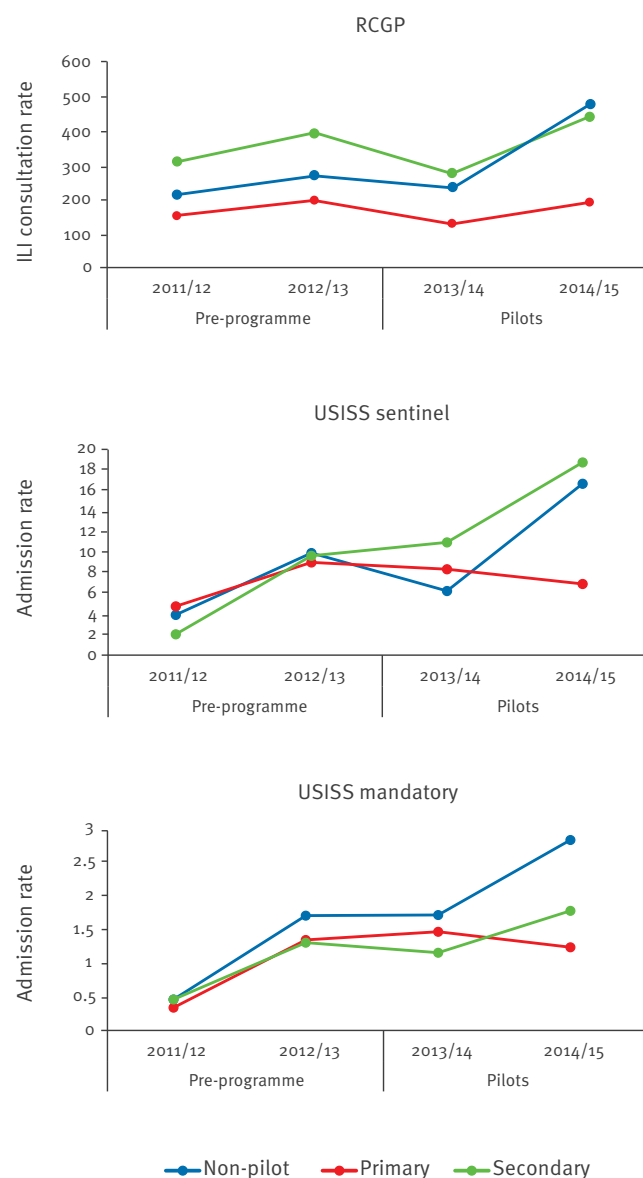 RCGP
ILI consultation rate
600
500
400
300
200
100
0
2011/12 2012/13 2013/14 2014/15
Pre-programme Pilots
USISS sentinel
Admission rate
20
18
16
14
12
10
8
6
4
2
0
2011/12 2012/13 2013/14 2014/15
Pre-programme Pilots
USISS mandatory
Admission rate
3
2.5
2
1.5
1
0.5
0
2011/12 2012/13 2013/14 2014/15
Pre-programme Pilots
Non-pilot Primary Secondary